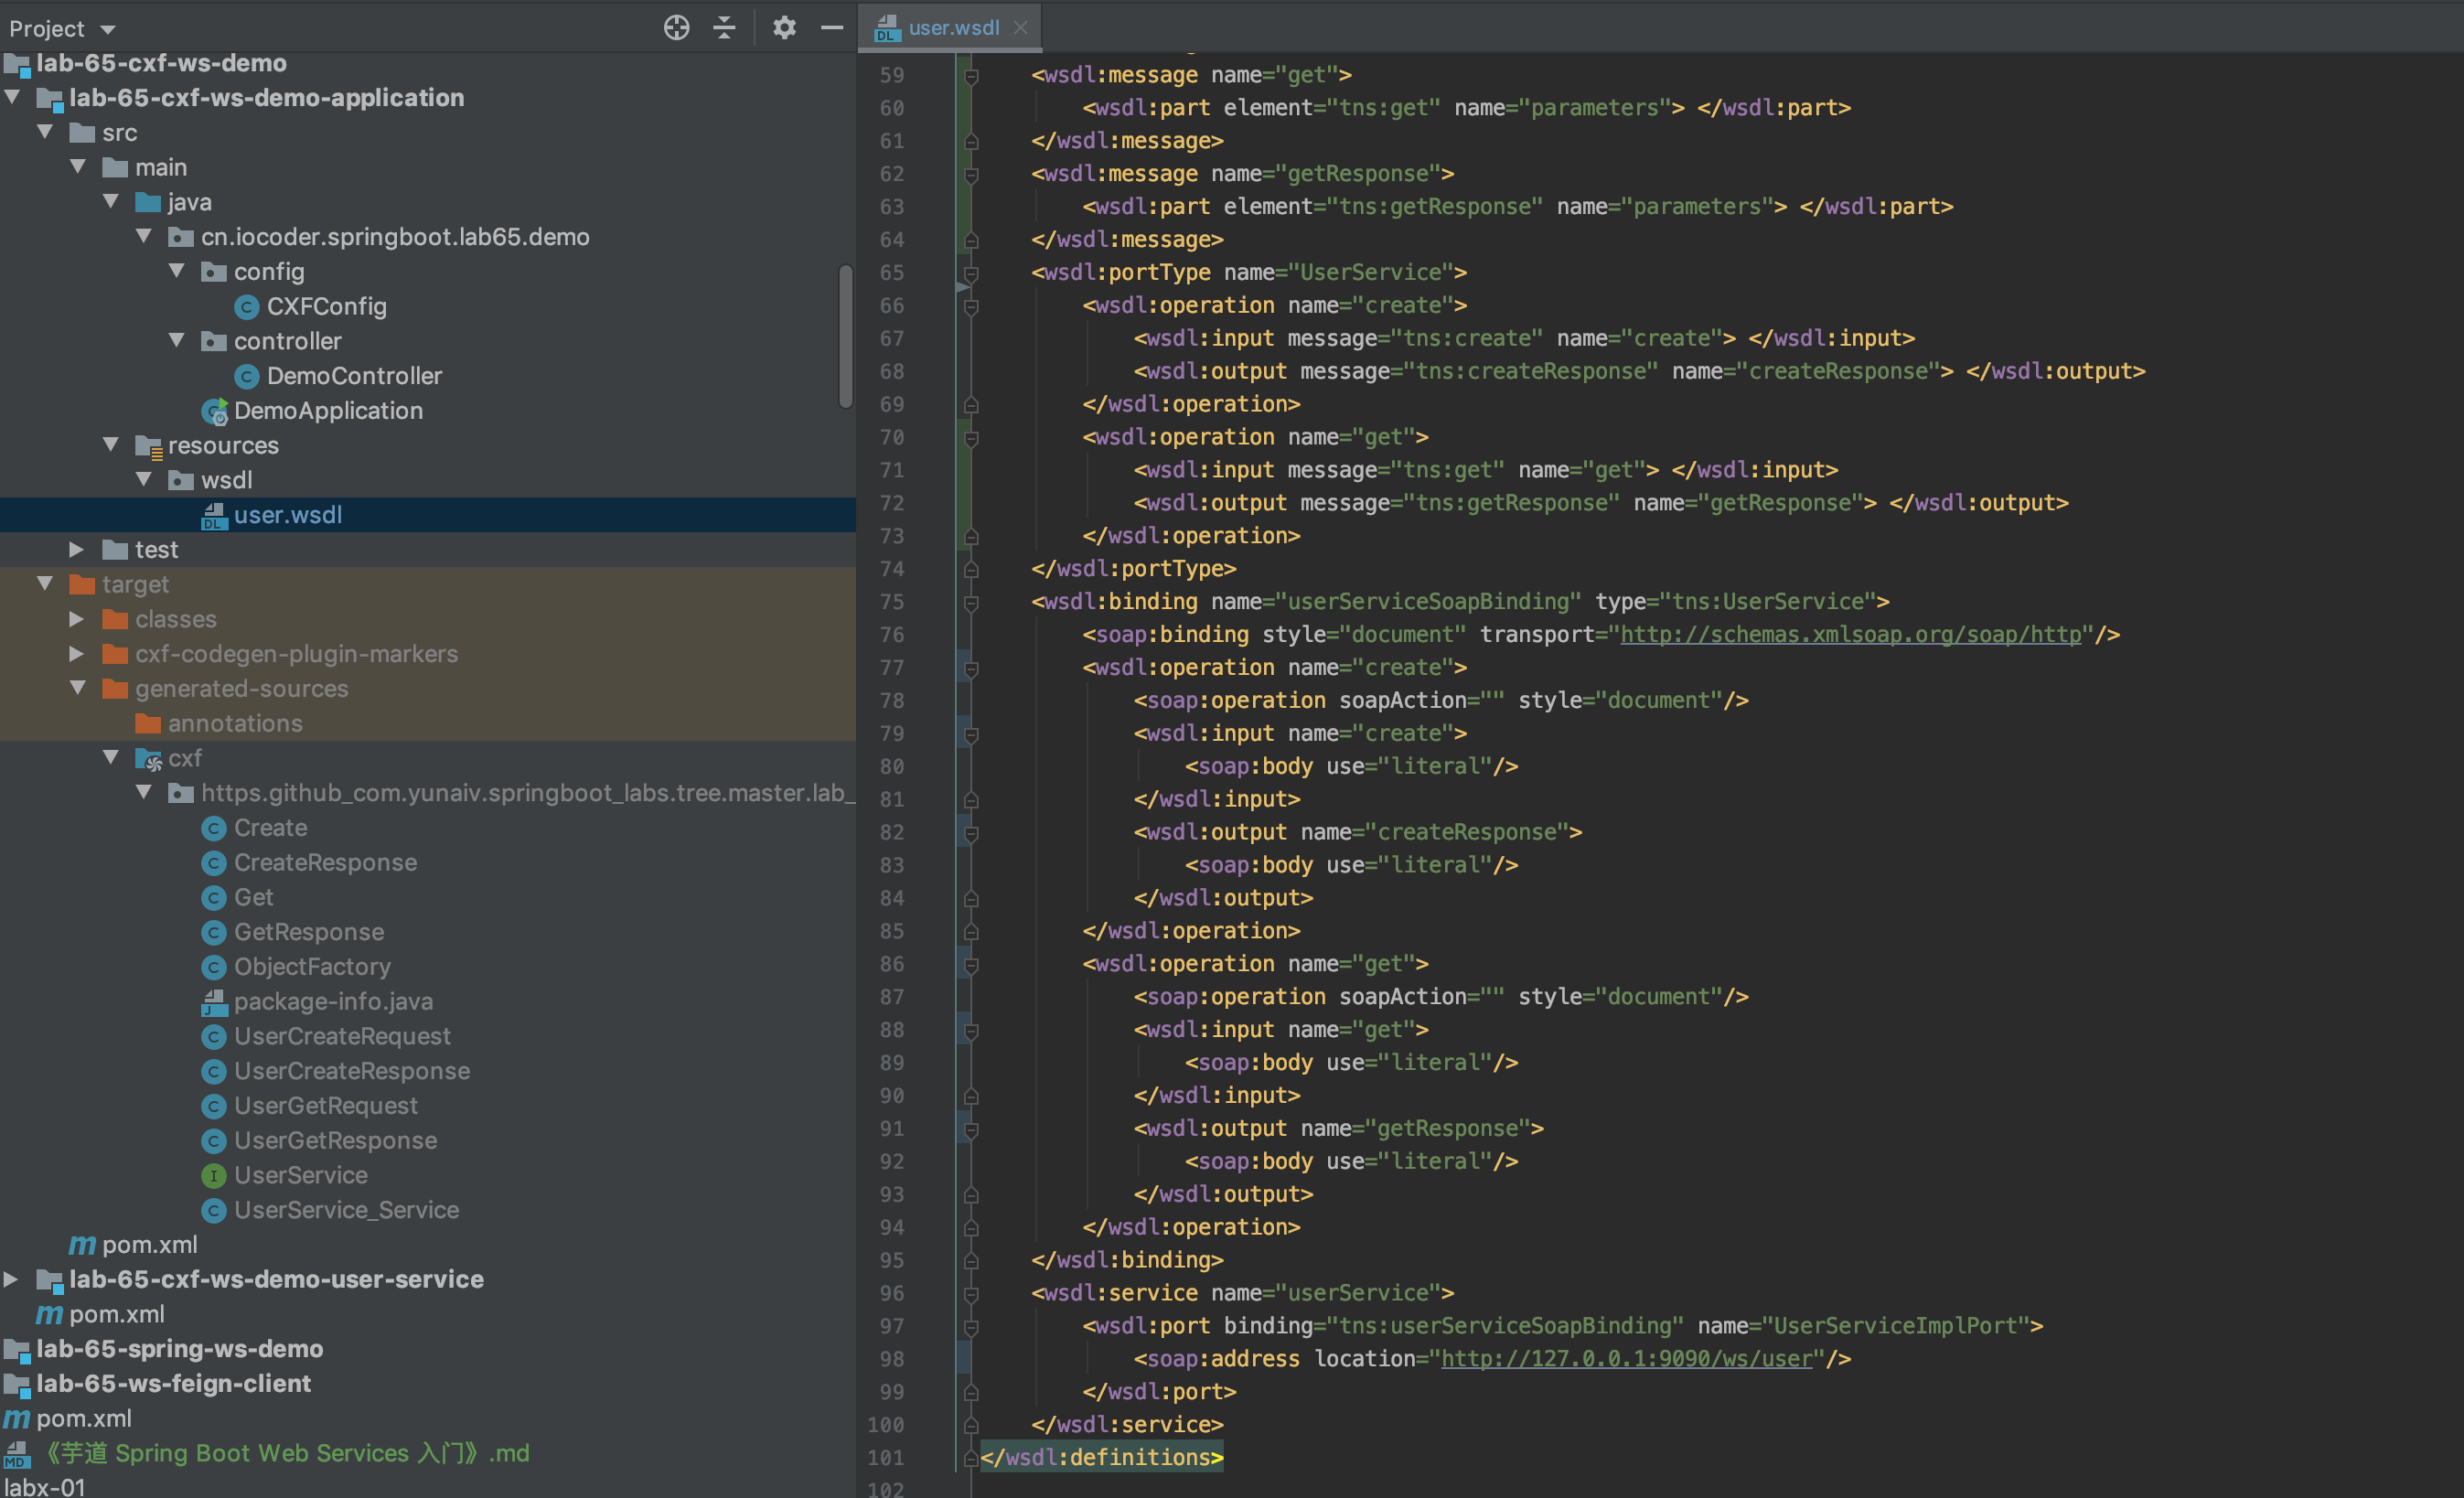 Project
lab-65-cxf-ws-demo
lab-65-cxf-ws-demo-application
src
main
java
cn.iocoder.springboot.lab65.demo
config
CXFConfig
controller
DemoController
DemoApplication
resources
wsdl
user.wsdl
test
target
classes
cxf-codegen-plugin-markers
generated-sources
annotations
cxf
https.github_com.yunaiv.springboot_labs.tree.master.lab_
Create
CreateResponse
Get
GetResponse
ObjectFactory
package-info.java
UserCreateRequest
UserCreateResponse
UserGetRequest
UserGetResponse
UserService
UserService_Service
pom.xml
lab-65-cxf-ws-demo-user-service
pom.xml
lab-65-spring-ws-demo
lab-65-ws-feign-client
pom.xml
《芋道 Spring Boot Web Services 入门》.md
labx-01
user.wsdl
59 <wsdl:message name="get">
60 <wsdl:part element="tns:get" name="parameters"> </wsdl:part>
61 </wsdl:message>
62 <wsdl:message name="getResponse">
63 <wsdl:part element="tns:getResponse" name="parameters"> </wsdl:part>
64 </wsdl:message>
65 <wsdl:portType name="UserService">
66 <wsdl:operation name="create">
67 <wsdl:input message="tns:create" name="create"> </wsdl:input>
68 <wsdl:output message="tns:createResponse" name="createResponse"> </wsdl:output>
69 </wsdl:operation>
70 <wsdl:operation name="get">
71 <wsdl:input message="tns:get" name="get"> </wsdl:input>
72 <wsdl:output message="tns:getResponse" name="getResponse"> </wsdl:output>
73 </wsdl:operation>
74 </wsdl:portType>
75 <wsdl:binding name="userServiceSoapBinding" type="tns:UserService">
76 <soap:binding style="document" transport="http://schemas.xmlsoap.org/soap/http"/>
77 <wsdl:operation name="create">
78 <soap:operation soapAction="" style="document"/>
79 <wsdl:input name="create">
80 <soap:body use="literal"/>
81 </wsdl:input>
82 <wsdl:output name="createResponse">
83 <soap:body use="literal"/>
84 </wsdl:output>
85 </wsdl:operation>
86 <wsdl:operation name="get">
87 <soap:operation soapAction="" style="document"/>
88 <wsdl:input name="get">
89 <soap:body use="literal"/>
90 </wsdl:input>
91 <wsdl:output name="getResponse">
92 <soap:body use="literal"/>
93 </wsdl:output>
94 </wsdl:operation>
95 </wsdl:binding>
96 <wsdl:service name="userService">
97 <wsdl:port binding="tns:userServiceSoapBinding" name="UserServiceImplPort">
98 <soap:address location="http://127.0.0.1:9090/ws/user"/>
99 </wsdl:port>
100 </wsdl:service>
101 </wsdl:definitions>
102